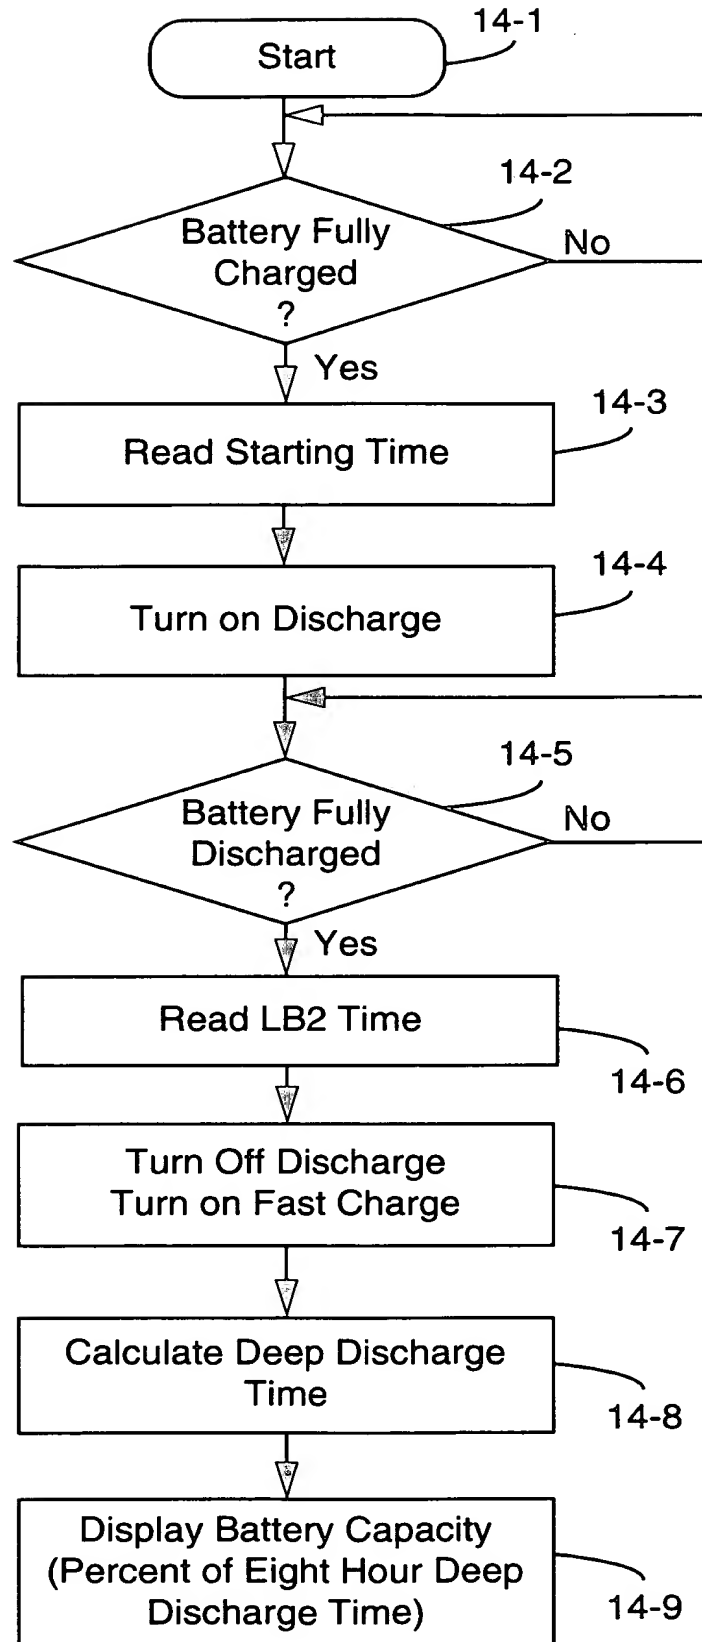 14-1
Start
14-2
Battery Fully
Charged
?
No
Yes
14-3
Read Starting Time
14-4
Turn on Discharge
14-5
Battery Fully
Discharged
?
No
Yes
Read LB2 Time
14-6
Turn Off Discharge
Turn on Fast Charge
14-7
Calculate Deep Discharge
Time
14-8
Display Battery Capacity
(Percent of Eight Hour Deep
Discharge Time)
14-9